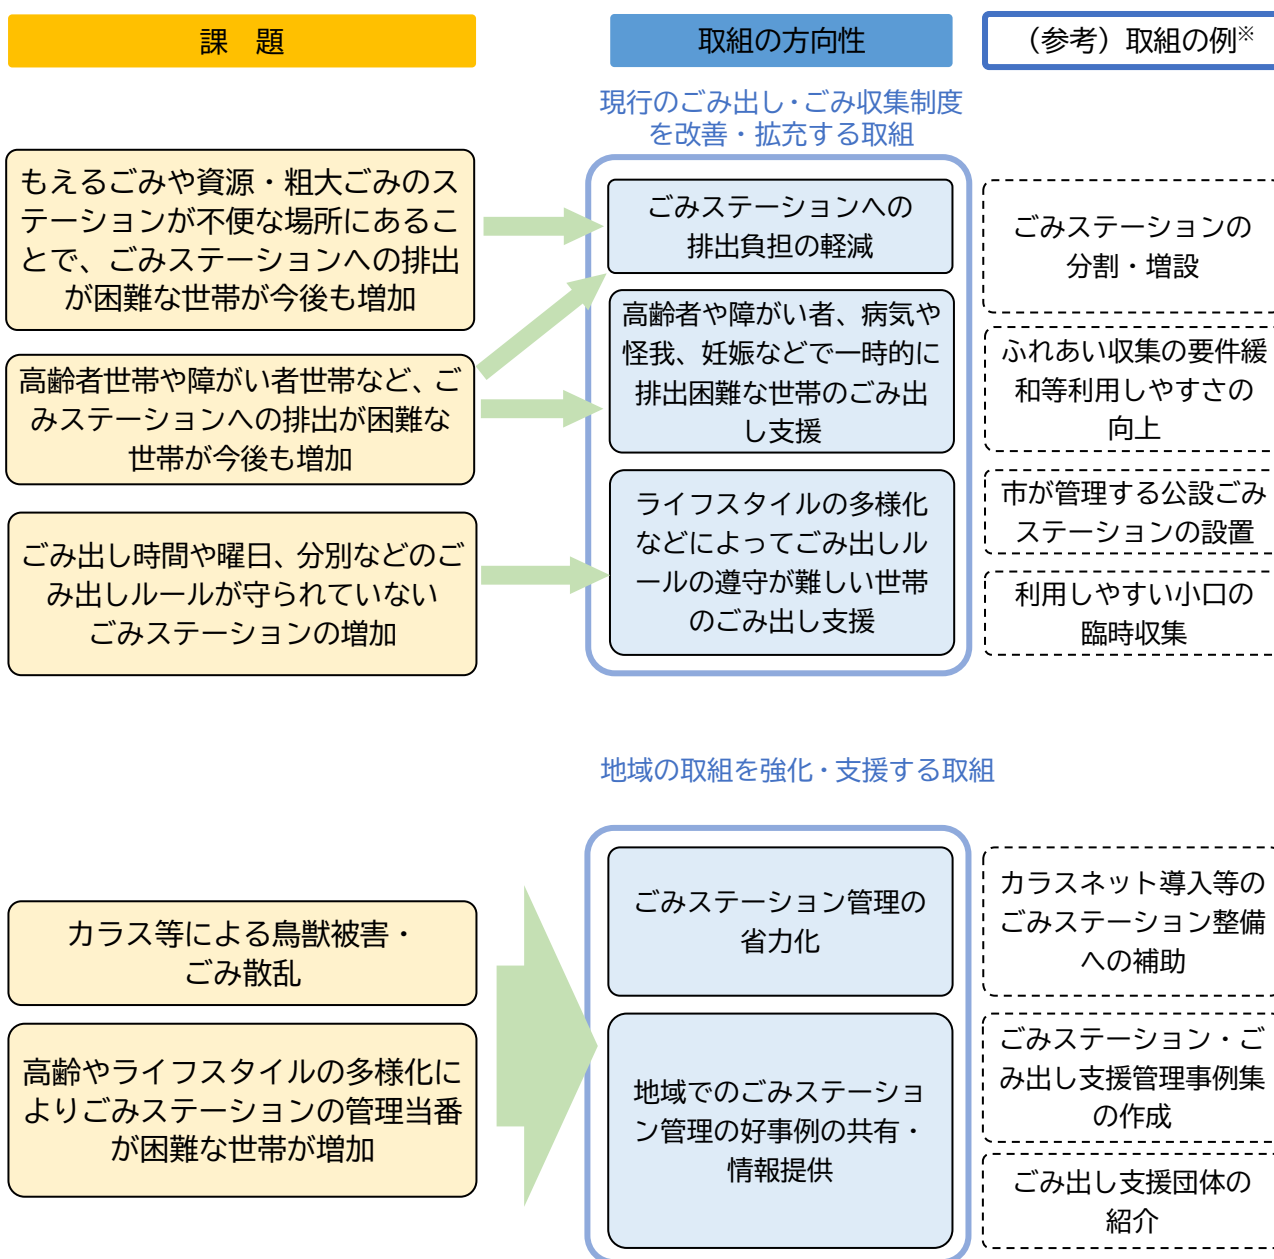 課　題
取組の方向性
（参考）取組の例※
現行のごみ出し・ごみ収集制度
を改善・拡充する取組
もえるごみや資源・粗大ごみのス
テーションが不便な場所にあるこ
とで、ごみステーションへの排出
が困難な世帯が今後も増加
高齢者世帯や障がい者世帯など、ご
みステーションへの排出が困難な
世帯が今後も増加
ごみ出し時間や曜日、分別などのご
み出しルールが守られていない
ごみステーションの増加
ごみステーションへの
排出負担の軽減
高齢者や障がい者、病気や
怪我、妊娠などで一時的に
排出困難な世帯のごみ出
し支援
ライフスタイルの多様化
などによってごみ出しル
ールの遵守が難しい世帯
のごみ出し支援
ごみステーションの
分割・増設
ふれあい収集の要件緩
和等利用しやすさの
向上
市が管理する公設ごみ
ステーションの設置
利用しやすい小口の
臨時収集
地域の取組を強化・支援する取組
カラス等による鳥獣被害・
ごみ散乱
高齢やライフスタイルの多様化に
よりごみステーションの管理当番
が困難な世帯が増加
ごみステーション管理の
省力化
地域でのごみステーショ
ン管理の好事例の共有・
情報提供
カラスネット導入等の
ごみステーション整備
への補助
ごみステーション・ご
み出し支援管理事例集
の作成
ごみ出し支援団体の
紹介